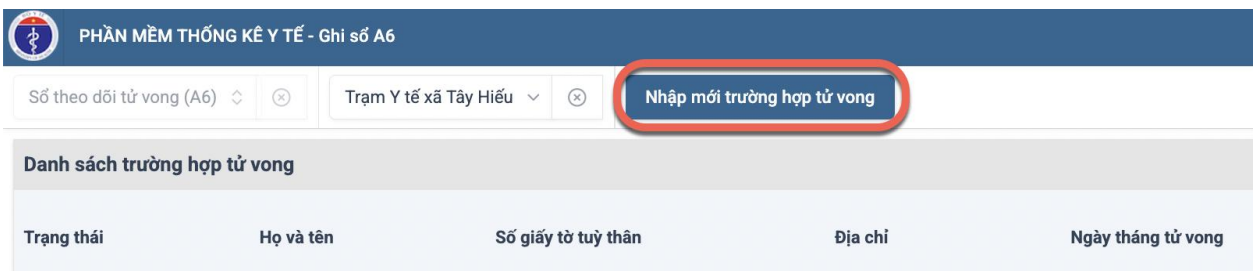 PHẦN MỀM THỐNG KÊ Y TẾ - Ghi sổ A6
Sổ theo dõi tử vong (A6) Trạm Y tế xã Tây Hiếu Nhập mới trường hợp tử vong
Danh sách trường hợp tử vong
Trạng thái Họ và tên Số giấy tờ tuỳ thân Địa chỉ Ngày tháng tử vong